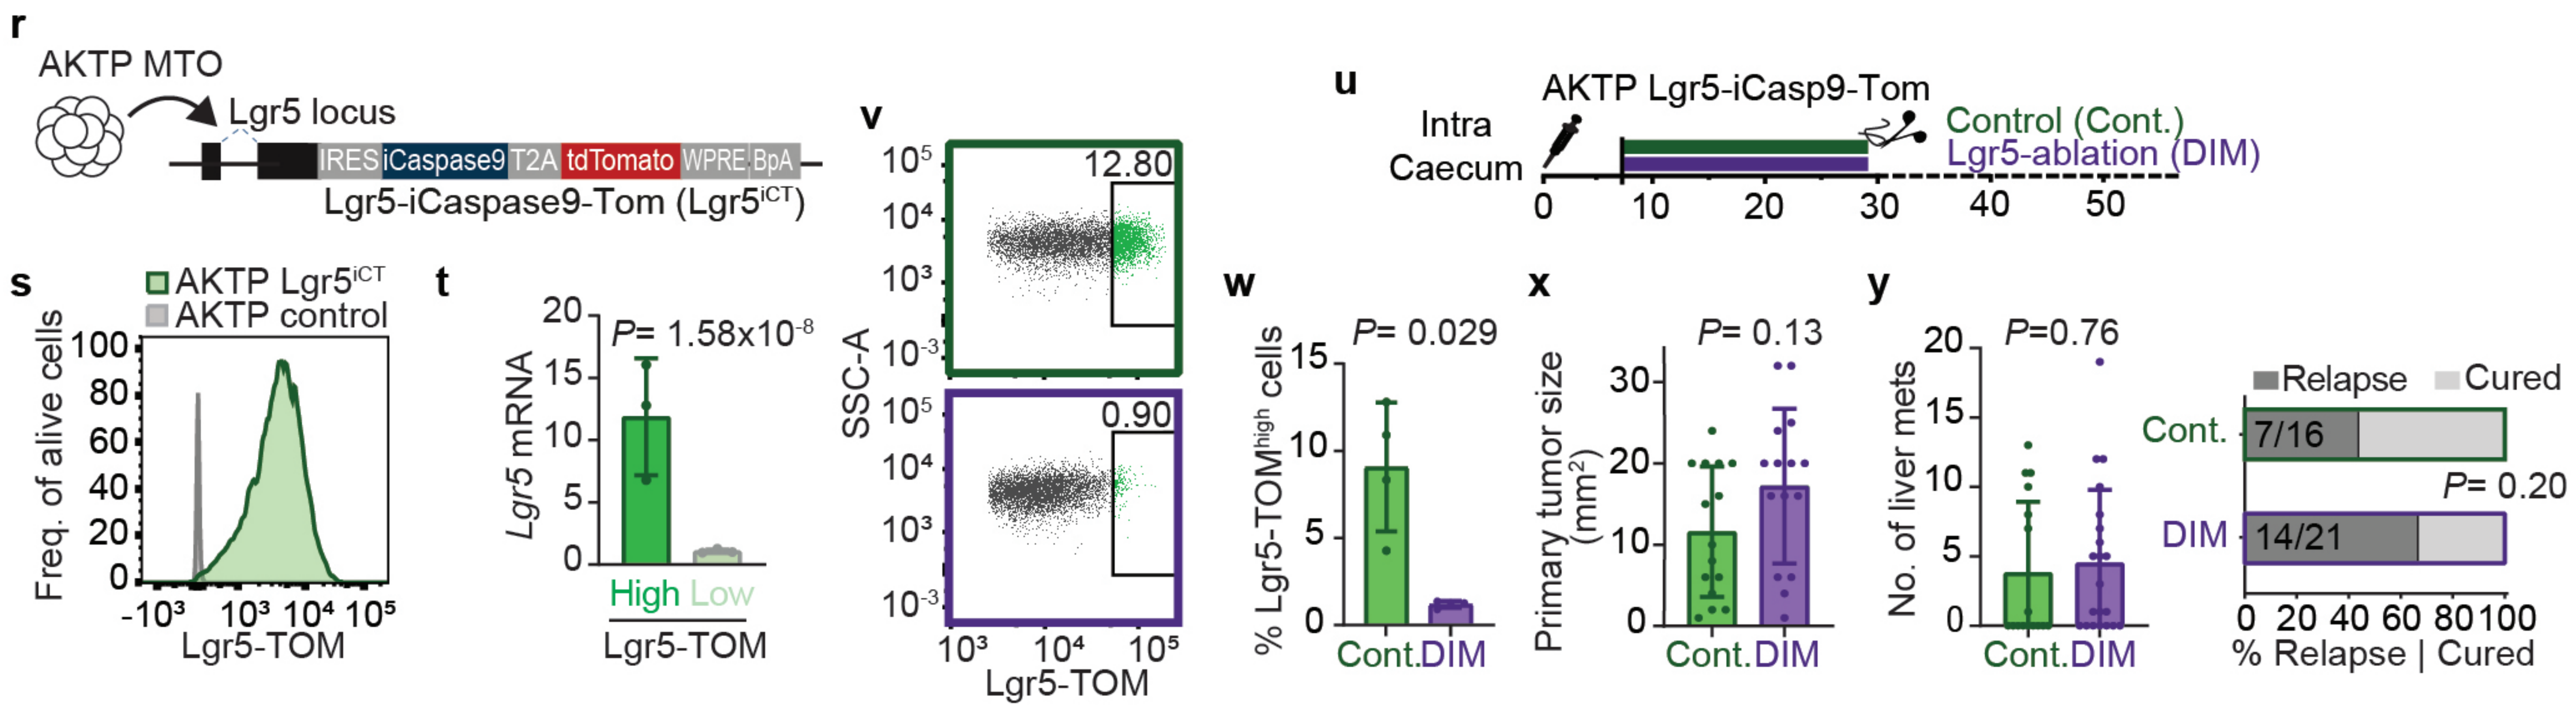 r
AKTP MTO
Lgr5 locus
IRES iCaspase9 T2A tdTomato WPRE BpA
Lgr5-iCaspase9-Tom (Lgr5iCT)
s
AKTP Lgr5iCT
AKTP control
Freq. of alive cells
100
80
60
40
20
0
-10³ 10³ 10⁴ 10⁵
Lgr5-TOM
t
P= 1.58x10-8
Lgr5 mRNA
20
15
10
5
0
High Low
Lgr5-TOM
v
SSC-A
12.80
10⁵
10⁴
10³
10-³
0.90
10⁵
10⁴
10³
10-³
10³ 10⁴ 10⁵
Lgr5-TOM
u
AKTP Lgr5-iCasp9-Tom
Intra
Caecum
Control (Cont.)
Lgr5-ablation (DIM)
0 10 20 30 40 50
w
P= 0.029
% Lgr5-TOMhigh cells
15
10
5
0
Cont. DIM
x
P= 0.13
Primary tumor size
(mm²)
30
20
10
0
Cont. DIM
y
P=0.76
No. of liver mets
20
15
10
5
0
Cont. DIM
Relapse Cured
Cont. 7/16
P= 0.20
DIM 14/21
0 20 40 60 80 100
% Relapse | Cured